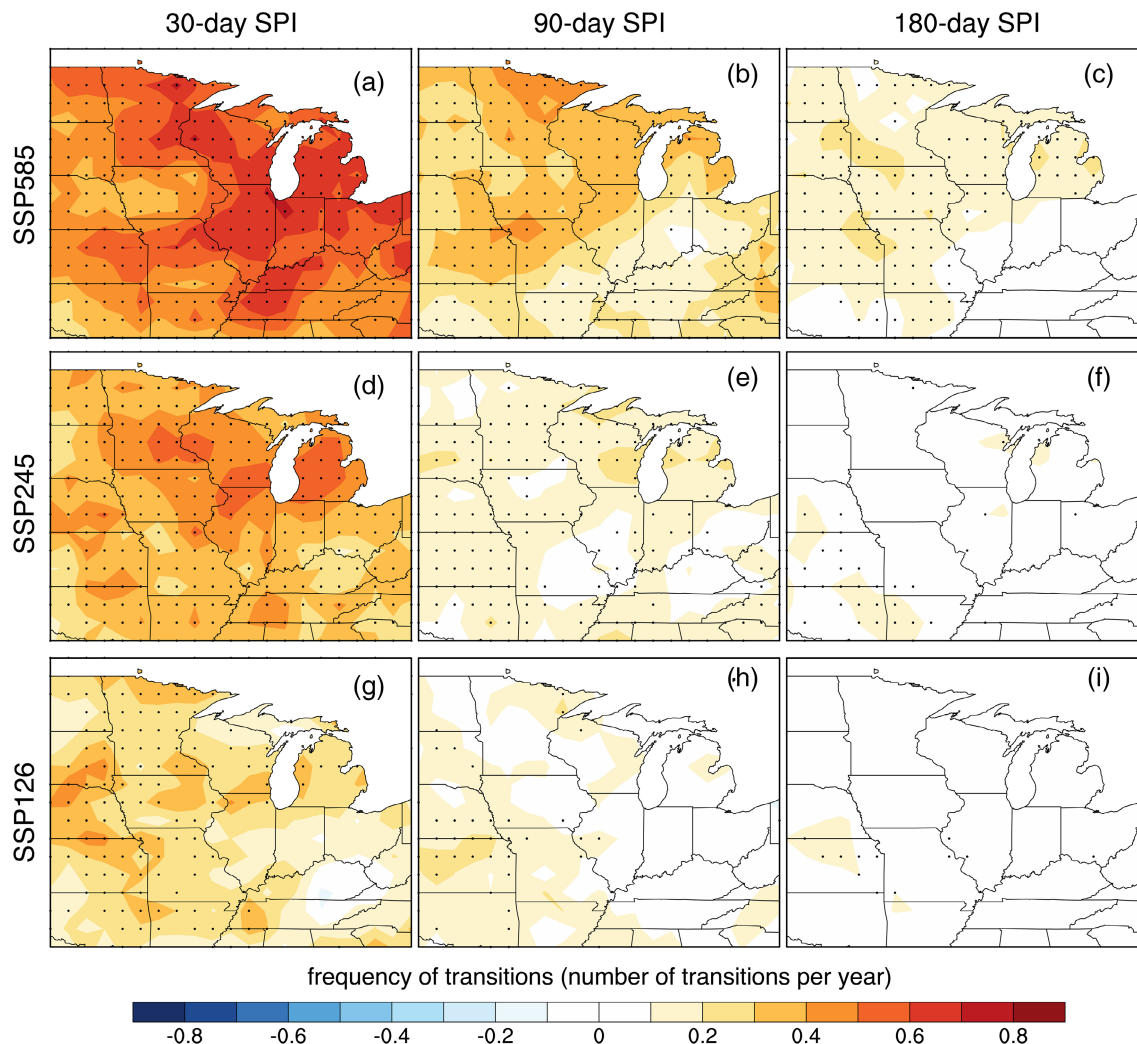 30-day SPI 90-day SPI 180-day SPI
SSP585
(a) (b) (c)
SSP245
(d) (e) (f)
SSP126
(g) (h) (i)
frequency of transitions (number of transitions per year)
-0.8 -0.6 -0.4 -0.2 0 0.2 0.4 0.6 0.8